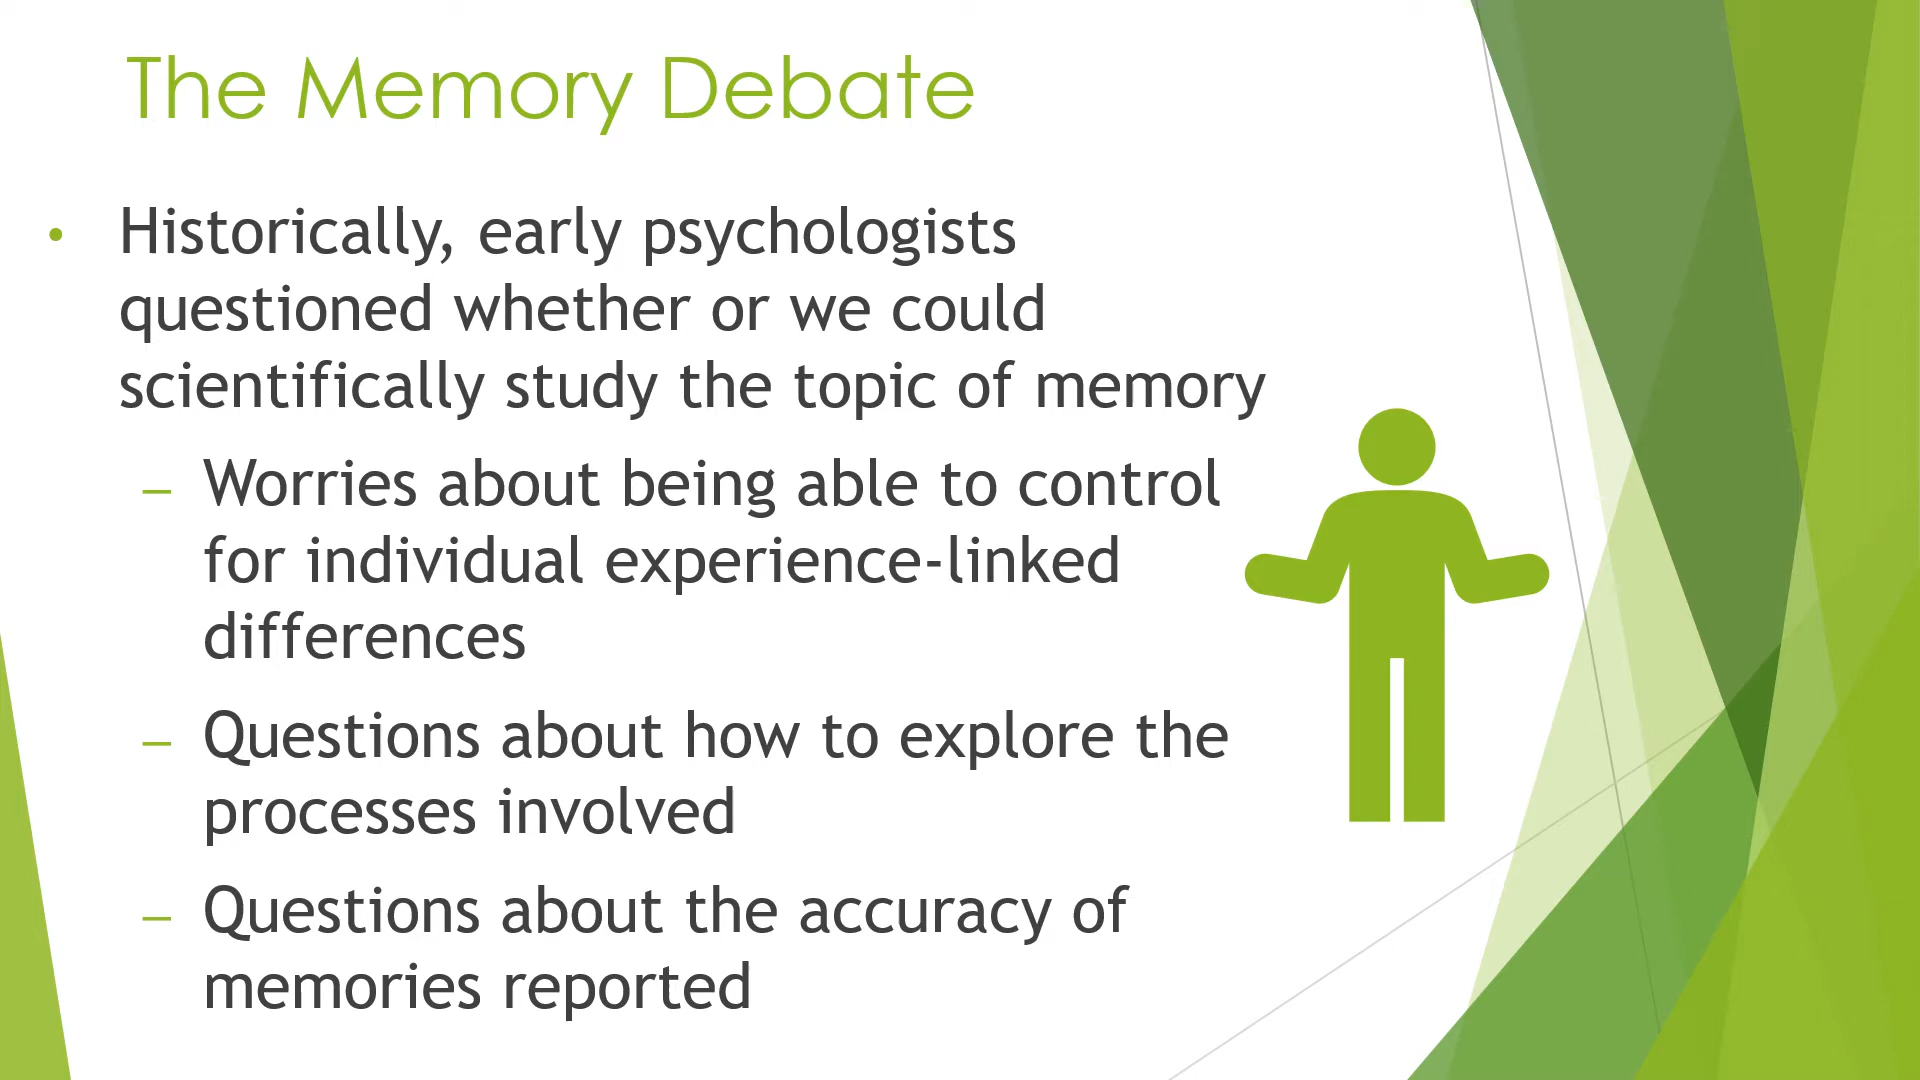 The Memory Debate
• Historically, early psychologists
questioned whether or we could
scientifically study the topic of memory
– Worries about being able to control
for individual experience-linked
differences
– Questions about how to explore the
processes involved
– Questions about the accuracy of
memories reported